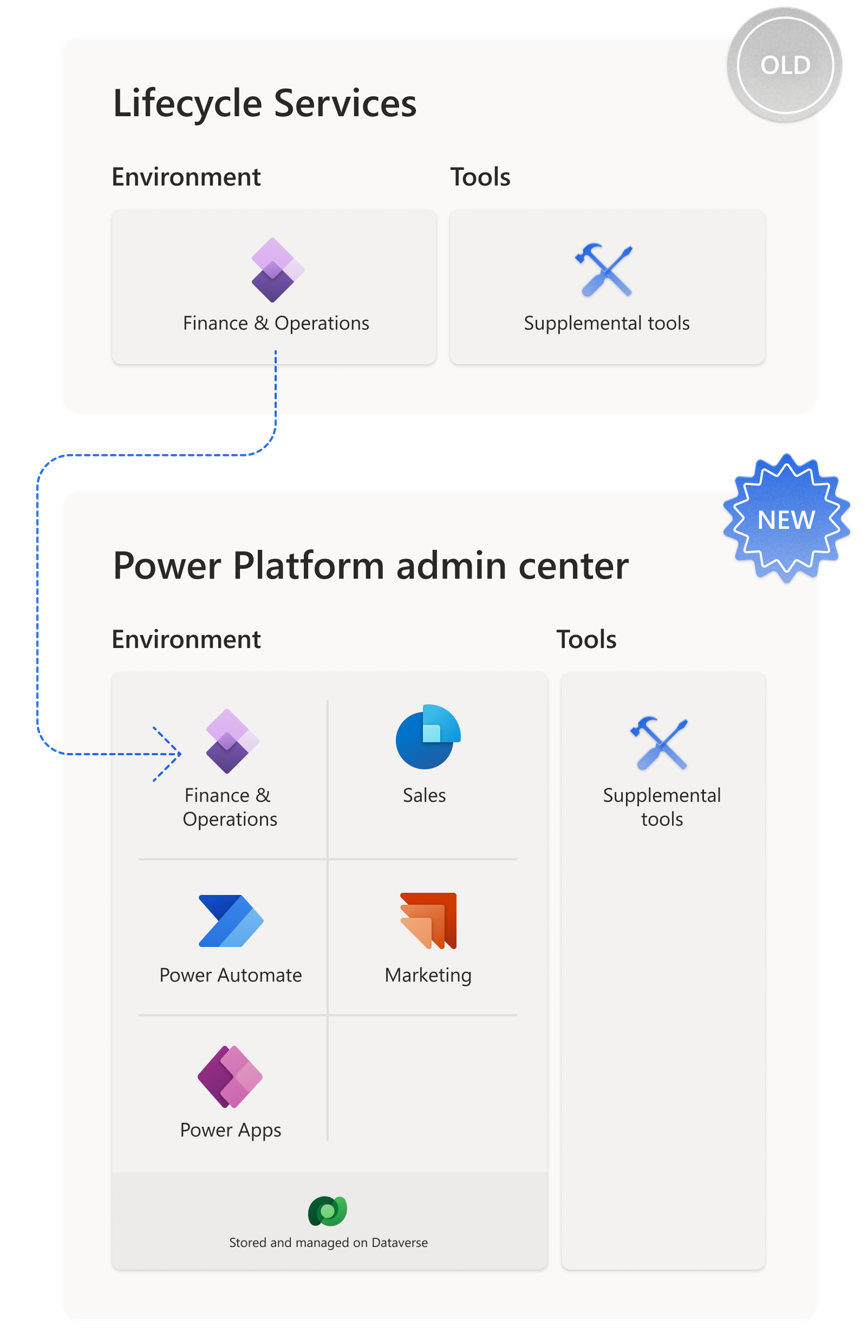 OLD
Lifecycle Services
Environment
Tools
Finance & Operations
Supplemental tools
NEW
Power Platform admin center
Environment
Tools
Finance &
Operations
Sales
Supplemental
tools
Power Automate
Marketing
Power Apps
Stored and managed on Dataverse